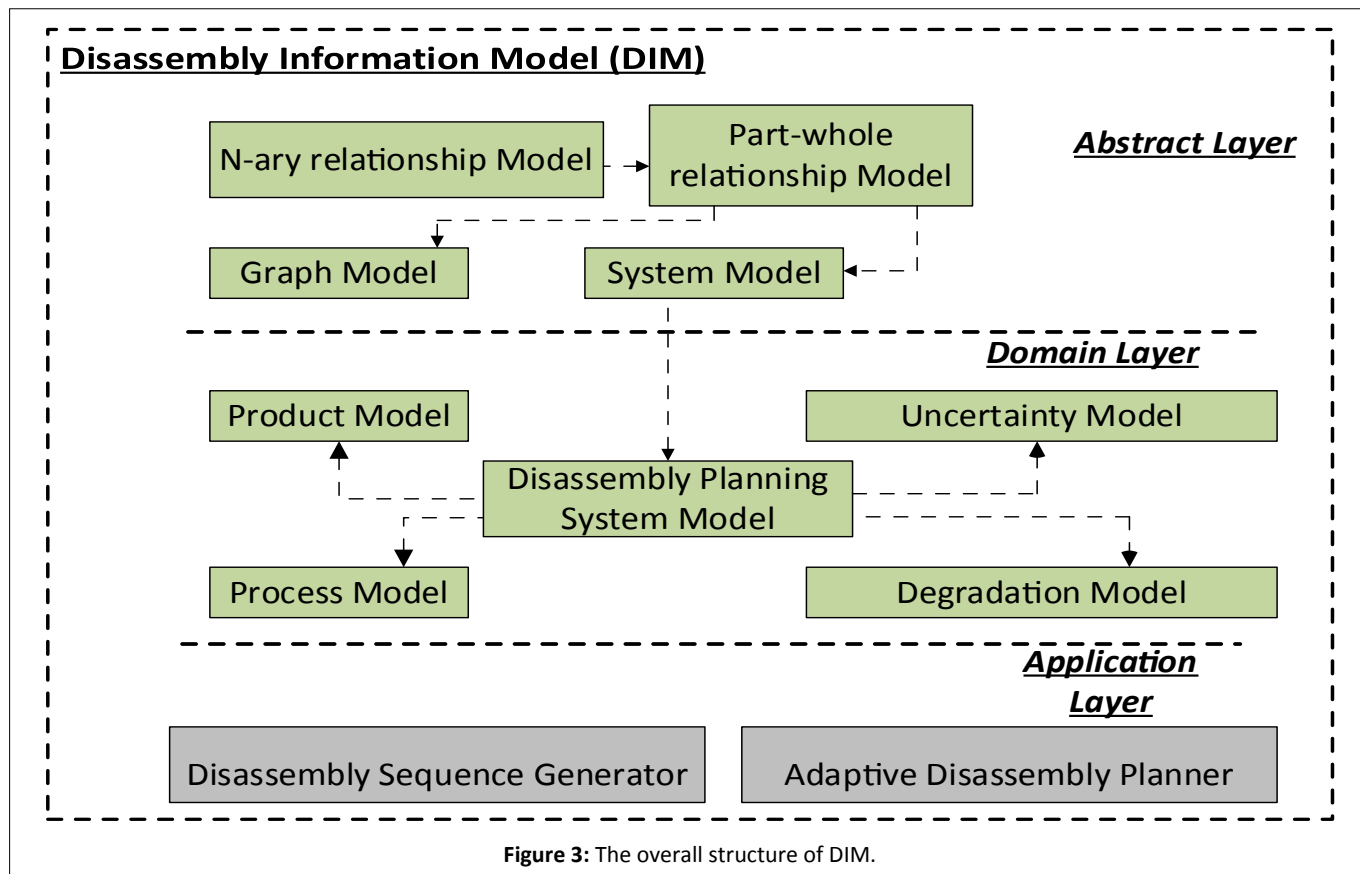 Disassembly Information Model (DIM)
N-ary relationship Model
Part-whole
relationship Model
Abstract Layer
Graph Model
System Model
Domain Layer
Product Model
Uncertainty Model
Disassembly Planning
System Model
Process Model
Degradation Model
Application
Layer
Disassembly Sequence Generator
Adaptive Disassembly Planner
Figure 3: The overall structure of DIM.